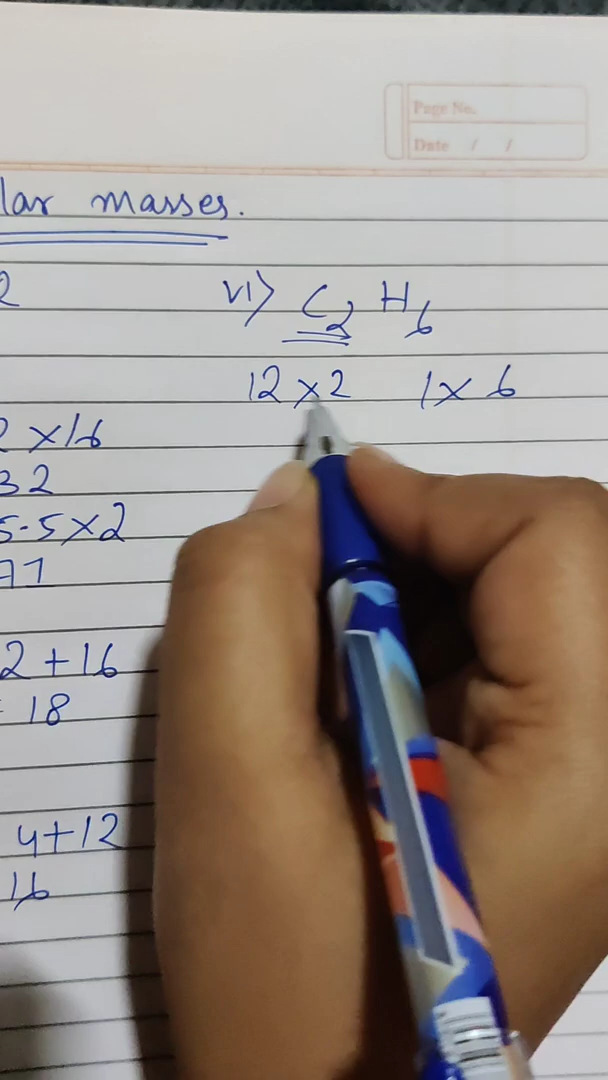 Page No.
Date / /
lar masses.
2
VI> C2 H6
12 x 2 1 x 6
2 x 16
32
5.5 x 2
71
2 + 16
= 18
4 + 12
16